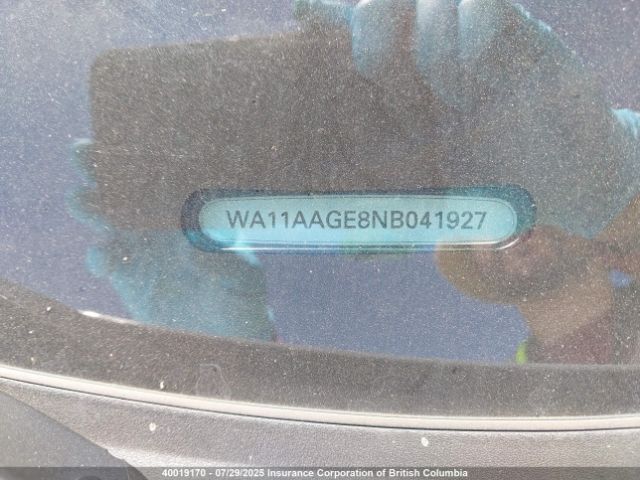 WA11AAGE8NB041927
40019170 - 07/29/2025 Insurance Corporation of British Columbia